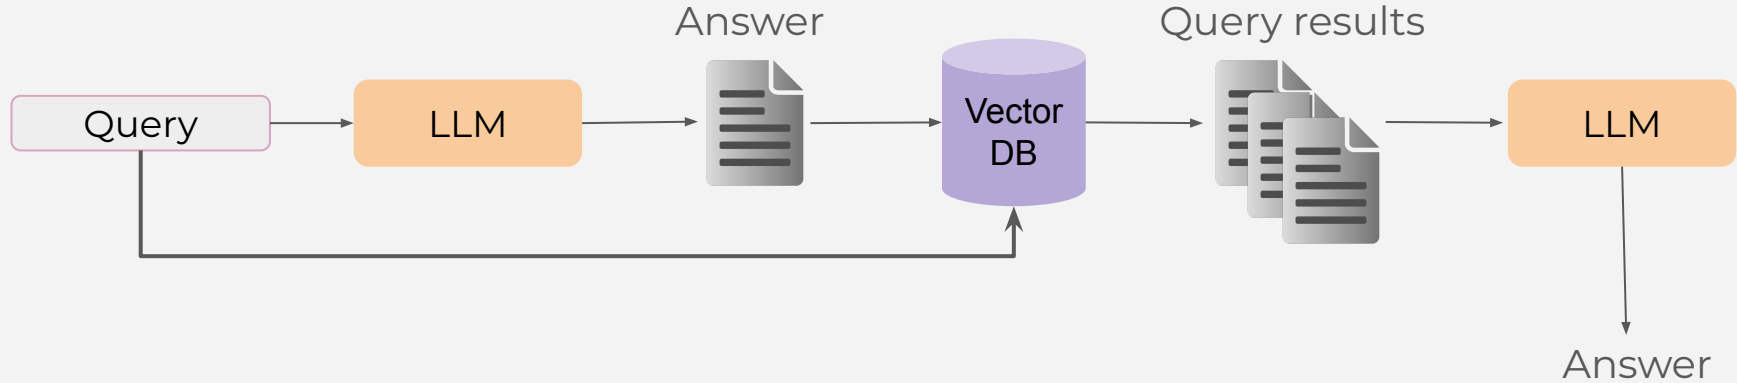 Answer
Query results
Query
LLM
Vector
DB
LLM
Answer